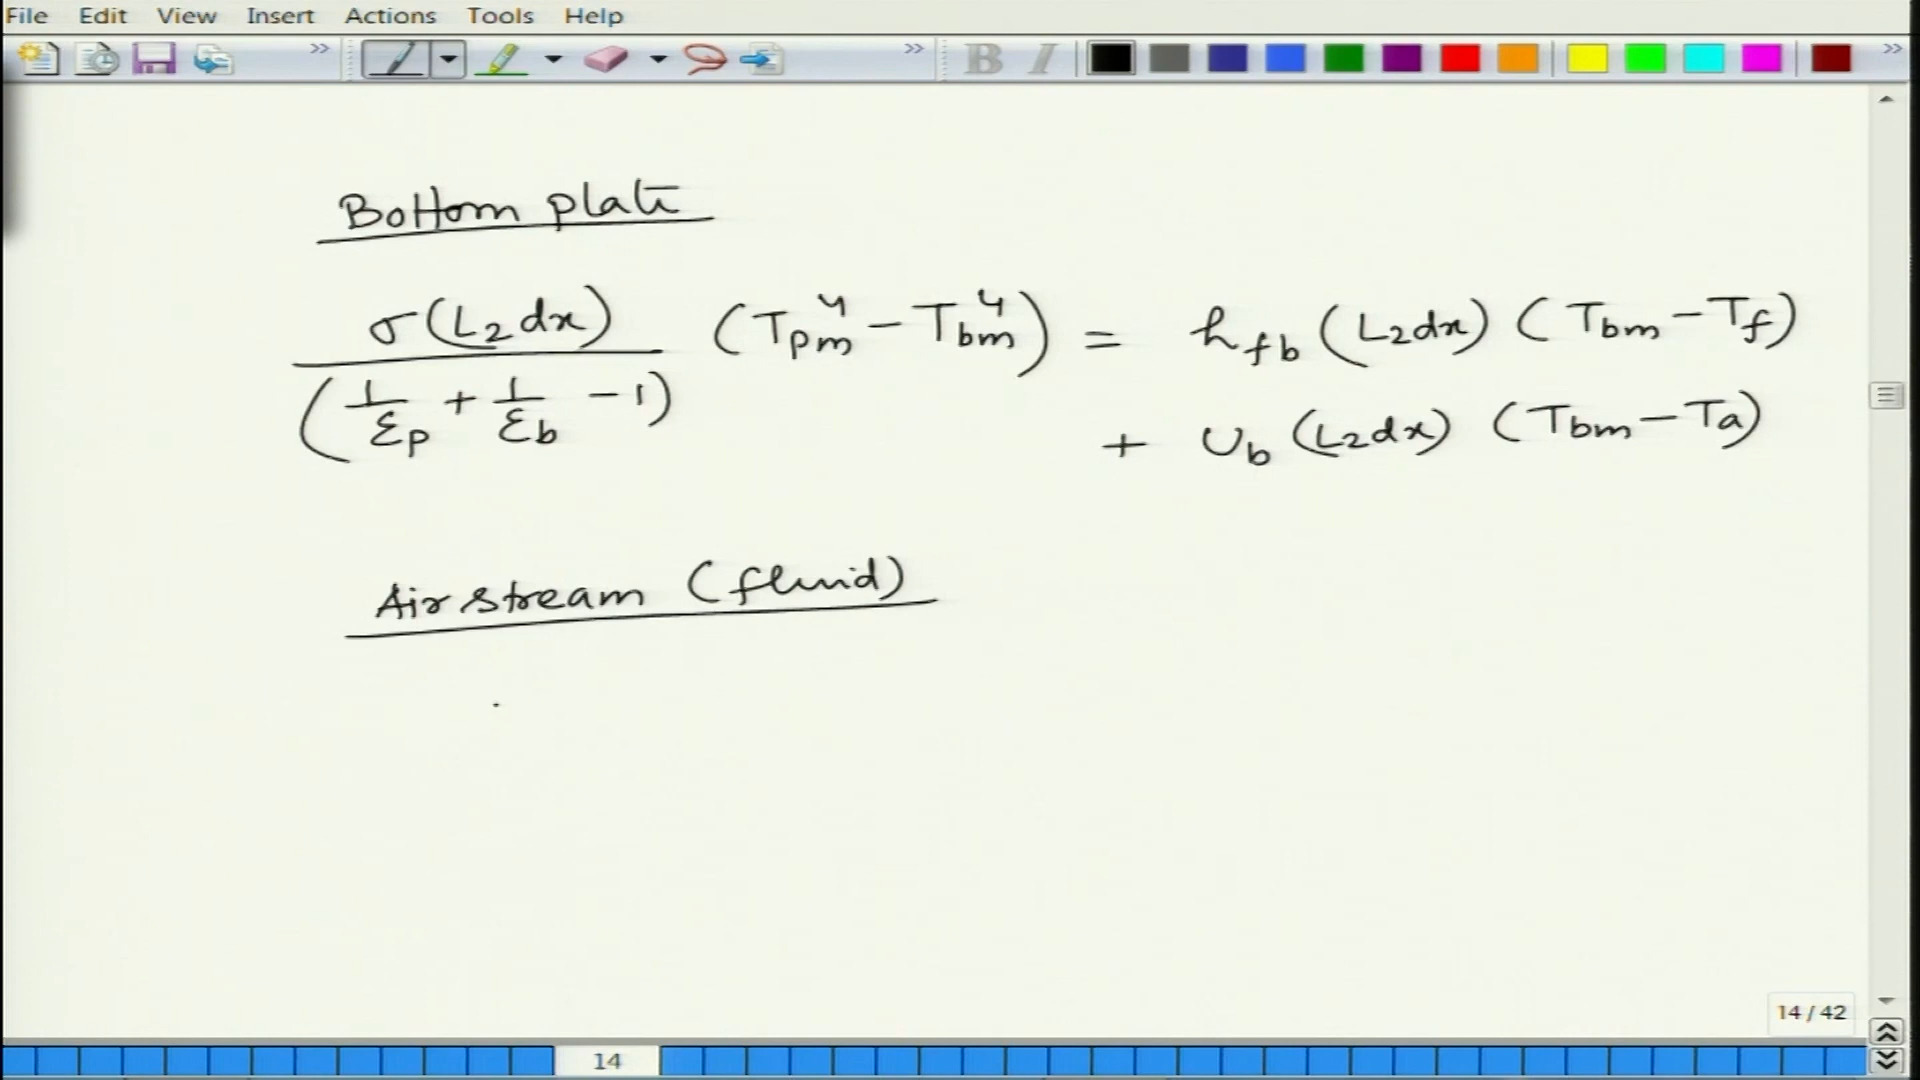 File Edit View Insert Actions Tools Help
B I
Bottom plate
σ(L₂dx) / (1/εp + 1/εb − 1) (Tpm⁴ − Tbm⁴) = hfb (L₂dx) (Tbm − Tf)
+ Ub (L₂dx) (Tbm − Ta)
Air stream (fluid)
14 / 42
14